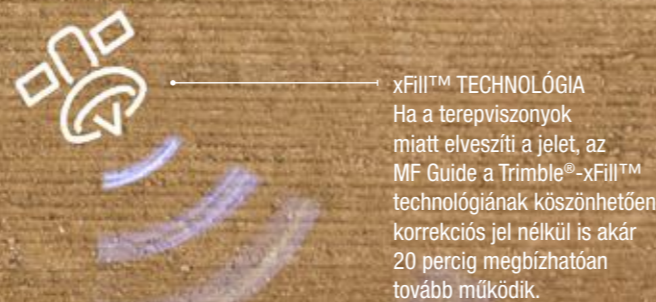 xFill™ TECHNOLÓGIA
Ha a terepviszonyok
miatt elveszíti a jelet, az
MF Guide a Trimble®-xFill™
technológiának köszönhetően
korrekciós jel nélkül is akár
20 percig megbízhatóan
tovább működik.